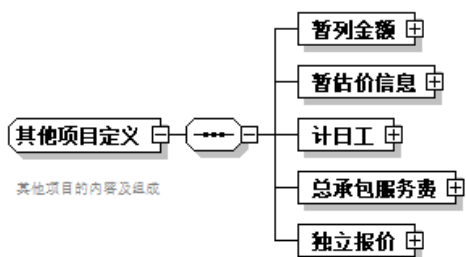 暂列金额
暂估价信息
其他项目定义
计日工
其他项目的内容及组成
总承包服务费
独立报价